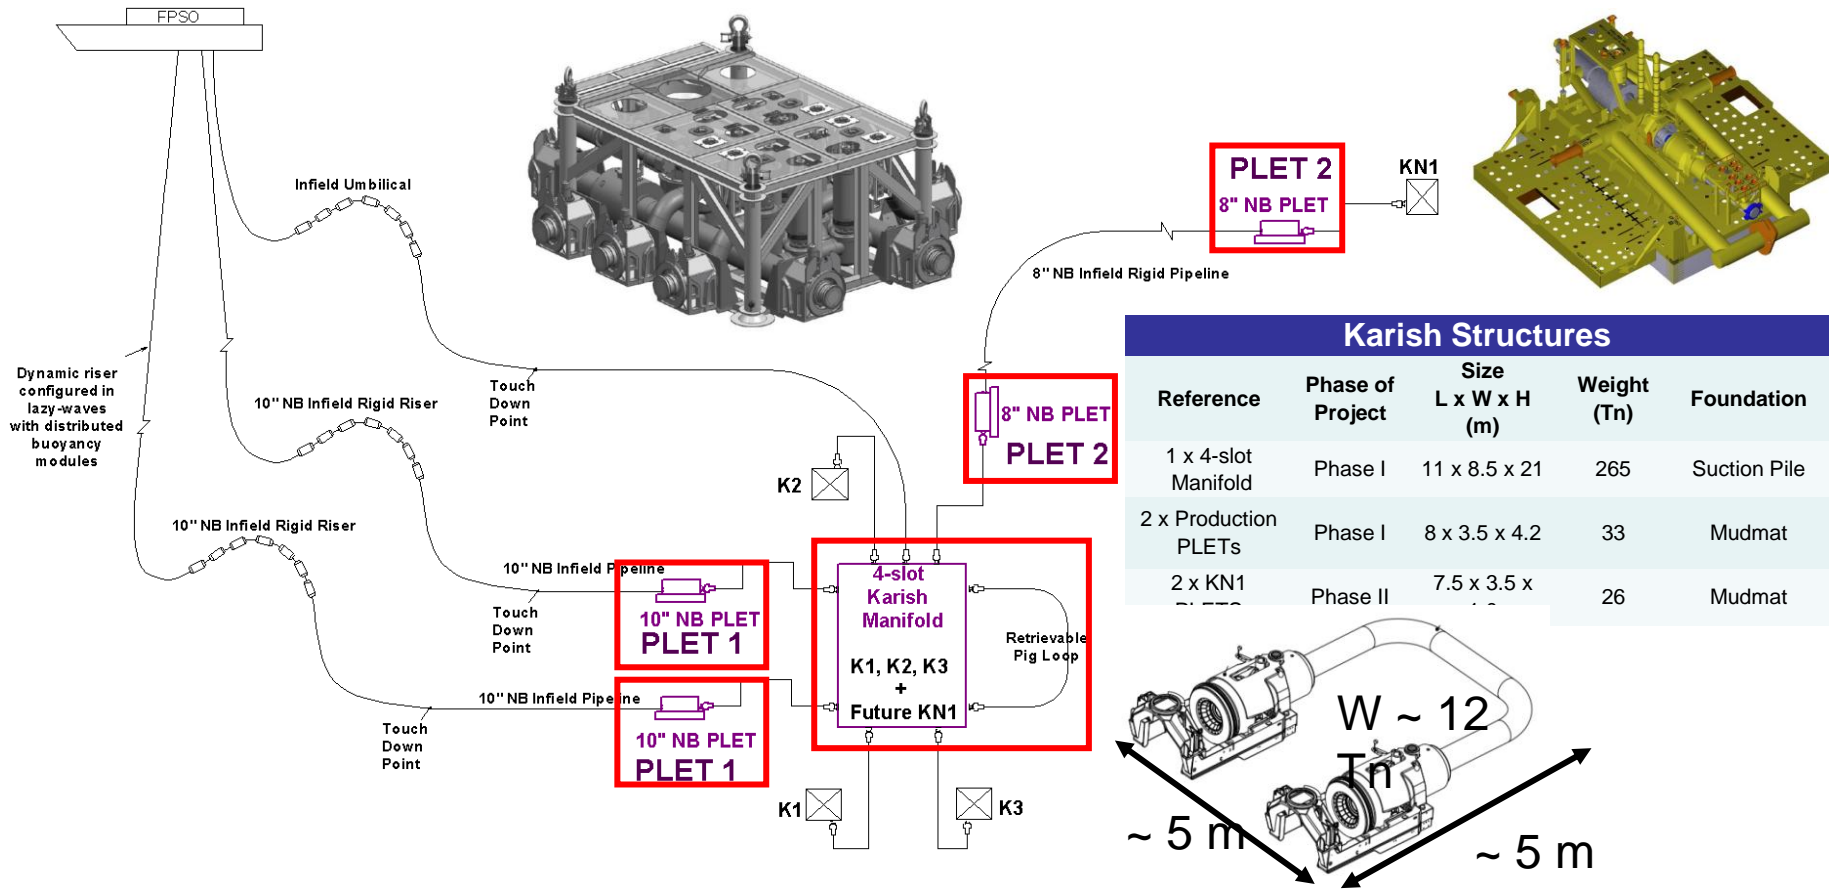 FPSO
Infield Umbilical
Dynamic riser
configured in
lazy-waves
with distributed
buoyancy
modules
10" NB Infield Rigid Riser
10" NB Infield Rigid Riser
Touch
Down
Point
10" NB Infield Pipeline
Touch
Down
Point
10" NB Infield Pipeline
Touch
Down
Point
10" NB PLET
PLET 1
10" NB PLET
PLET 1
K2
K1
K3
4-slot
Karish
Manifold
K1, K2, K3
+
Future KN1
Retrievable
Pig Loop
8" NB PLET
PLET 2
8" NB Infield Rigid Pipeline
PLET 2
8" NB PLET
KN1
Karish Structures
Reference
Phase of
Project
Size
L x W x H
(m)
Weight
(Tn)
Foundation
1 x 4-slot
Manifold
Phase I
11 x 8.5 x 21
265
Suction Pile
2 x Production
PLETs
Phase I
8 x 3.5 x 4.2
33
Mudmat
2 x KN1
Phase II
7.5 x 3.5 x
26
Mudmat
W ~ 12
Tn
~ 5 m
~ 5 m